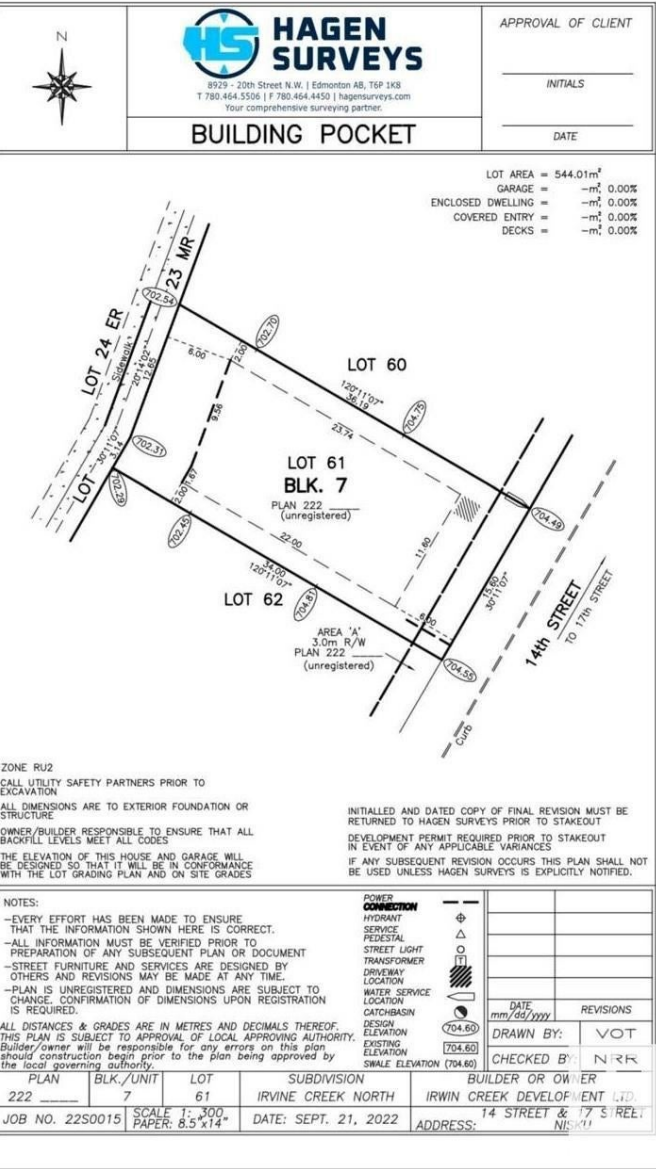 N
HAGEN
SURVEYS
8929 - 20th Street N.W. | Edmonton AB, T6P 1K8
T 780.464.5506 | F 780.464.4450 | hagensurveys.com
Your comprehensive surveying partner.
BUILDING POCKET
APPROVAL OF CLIENT
INITIALS
DATE
LOT AREA = 544.01m²
GARAGE = -m², 0.00%
ENCLOSED DWELLING = -m², 0.00%
COVERED ENTRY = -m², 0.00%
DECKS = -m², 0.00%
23 MR
702.54
LOT 24 ER
Sidewalk
20°14'02"
12.65
6.00
2.00
702.70
LOT 60
120°11'07"
36.19
704.75
23.74
9.56
30°11'07"
3.14
702.31
LOT
702.29
LOT 61
BLK. 7
PLAN 222 ____
(unregistered)
2.00
1.67
702.45
22.00
11.60
704.49
34.00
120°11'07"
LOT 62
704.81
15.60
30°11'07"
6.00
AREA 'A'
3.0m R/W
PLAN 222 ____
(unregistered)
704.55
14th STREET
TO 17th STREET
Curb
ZONE RU2
CALL UTILITY SAFETY PARTNERS PRIOR TO
EXCAVATION
ALL DIMENSIONS ARE TO EXTERIOR FOUNDATION OR
STRUCTURE
OWNER/BUILDER RESPONSIBLE TO ENSURE THAT ALL
BACKFILL LEVELS MEET ALL CODES
THE ELEVATION OF THIS HOUSE AND GARAGE WILL
BE DESIGNED SO THAT IT WILL BE IN CONFORMANCE
WITH THE LOT GRADING PLAN AND ON SITE GRADES
INITIALLED AND DATED COPY OF FINAL REVISION MUST BE
RETURNED TO HAGEN SURVEYS PRIOR TO STAKEOUT
DEVELOPMENT PERMIT REQUIRED PRIOR TO STAKEOUT
IN EVENT OF ANY APPLICABLE VARIANCES
IF ANY SUBSEQUENT REVISION OCCURS THIS PLAN SHALL NOT
BE USED UNLESS HAGEN SURVEYS IS EXPLICITLY NOTIFIED.
NOTES:
-EVERY EFFORT HAS BEEN MADE TO ENSURE
THAT THE INFORMATION SHOWN HERE IS CORRECT.
-ALL INFORMATION MUST BE VERIFIED PRIOR TO
PREPARATION OF ANY SUBSEQUENT PLAN OR DOCUMENT
-STREET FURNITURE AND SERVICES ARE DESIGNED BY
OTHERS AND REVISIONS MAY BE MADE AT ANY TIME.
-PLAN IS UNREGISTERED AND DIMENSIONS ARE SUBJECT TO
CHANGE. CONFIRMATION OF DIMENSIONS UPON REGISTRATION
IS REQUIRED.
ALL DISTANCES & GRADES ARE IN METRES AND DECIMALS THEREOF.
THIS PLAN IS SUBJECT TO APPROVAL OF LOCAL APPROVING AUTHORITY.
Builder/owner will be responsible for any errors on this plan
should construction begin prior to the plan being approved by
the local governing authority.
POWER
CONNECTION
HYDRANT
SERVICE
PEDESTAL
STREET LIGHT
TRANSFORMER T
DRIVEWAY
LOCATION
WATER SERVICE
LOCATION
CATCHBASIN
DESIGN
ELEVATION 704.60
EXISTING
ELEVATION 704.60
SWALE ELEVATION (704.60)
DATE
mm/dd/yyyy
REVISIONS
DRAWN BY: VOT
CHECKED BY: NRR
PLAN
222 ____
BLK./UNIT
7
LOT
61
SUBDIVISION
IRVINE CREEK NORTH
BUILDER OR OWNER
IRWIN CREEK DEVELOPMENT LTD.
JOB NO. 22S0015
SCALE 1: 300
PAPER: 8.5"x14"
DATE: SEPT. 21, 2022
ADDRESS: 14 STREET & 17 STREET
NISKU